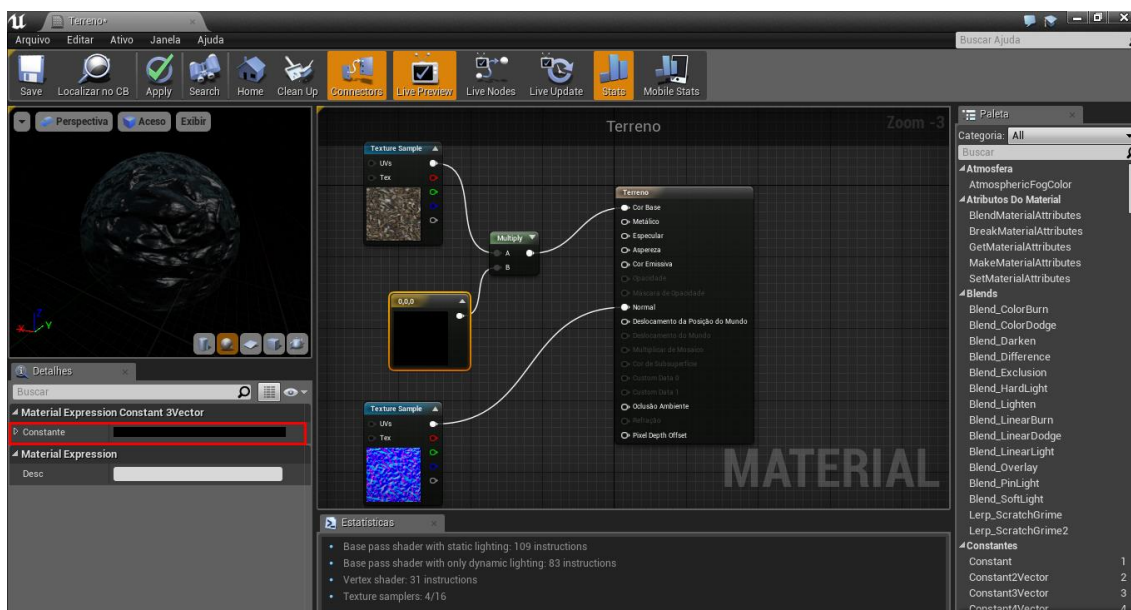 Terreno*
Arquivo Editar Ativo Janela Ajuda
Buscar Ajuda
Save Localizar no CB Apply Search Home Clean Up Connectors Live Preview Live Nodes Live Update Stats Mobile Stats
Perspectiva Aceso Exibir
Z
Y
X
Detalhes
Buscar
Material Expression Constant 3Vector
Constante
Material Expression
Desc
Terreno
Zoom -3
Texture Sample
UVs
Tex
Multiply
A
B
0,0,0
Texture Sample
UVs
Tex
Terreno
Cor Base
Metálico
Especular
Aspereza
Cor Emissiva
Opacidade
Máscara de Opacidade
Normal
Deslocamento da Posição do Mundo
Deslocamento do Mundo
Multiplicar de Mosaico
Cor de Subsuperfície
Custom Data 0
Custom Data 1
Oclusão Ambiente
Refração
Pixel Depth Offset
MATERIAL
Estatísticas
Base pass shader with static lighting: 109 instructions
Base pass shader with only dynamic lighting: 83 instructions
Vertex shader: 31 instructions
Texture samplers: 4/16
Paleta
Categoria: All
Buscar
Atmosfera
AtmosphericFogColor
Atributos Do Material
BlendMaterialAttributes
BreakMaterialAttributes
GetMaterialAttributes
MakeMaterialAttributes
SetMaterialAttributes
Blends
Blend_ColorBurn
Blend_ColorDodge
Blend_Darken
Blend_Difference
Blend_Exclusion
Blend_HardLight
Blend_Lighten
Blend_LinearBurn
Blend_LinearDodge
Blend_LinearLight
Blend_Overlay
Blend_PinLight
Blend_SoftLight
Lerp_ScratchGrime
Lerp_ScratchGrime2
Constantes
Constant 1
Constant2Vector 2
Constant3Vector 3
Constant4Vector 4